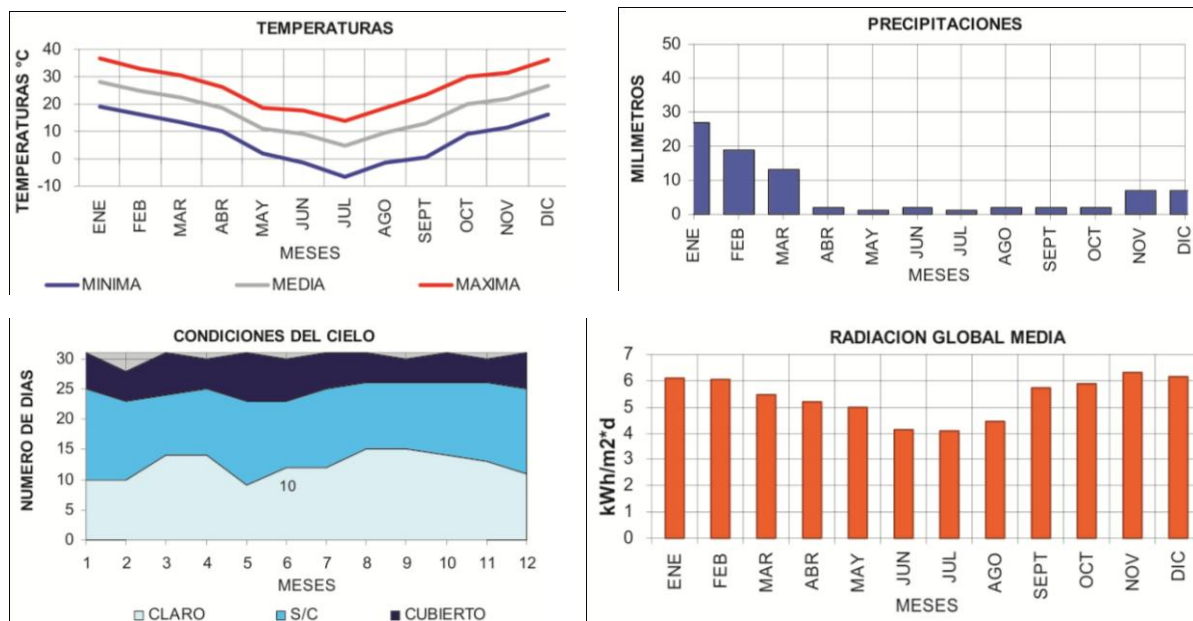 TEMPERATURAS
TEMPERATURAS °C
40
30
20
10
0
-10
ENE FEB MAR ABR MAY JUN JUL AGO SEPT OCT NOV DIC
MESES
MINIMA MEDIA MAXIMA
PRECIPITACIONES
MILIMETROS
50
40
30
20
10
0
ENE FEB MAR ABR MAY JUN JUL AGO SEPT OCT NOV DIC
MESES
CONDICIONES DEL CIELO
NUMERO DE DIAS
30
25
20
15
10
5
0
10
1 2 3 4 5 6 7 8 9 10 11 12
MESES
CLARO S/C CUBIERTO
RADIACION GLOBAL MEDIA
kWh/m2*d
7
6
5
4
3
2
1
0
ENE FEB MAR ABR MAY JUN JUL AGO SEPT OCT NOV DIC
MESES